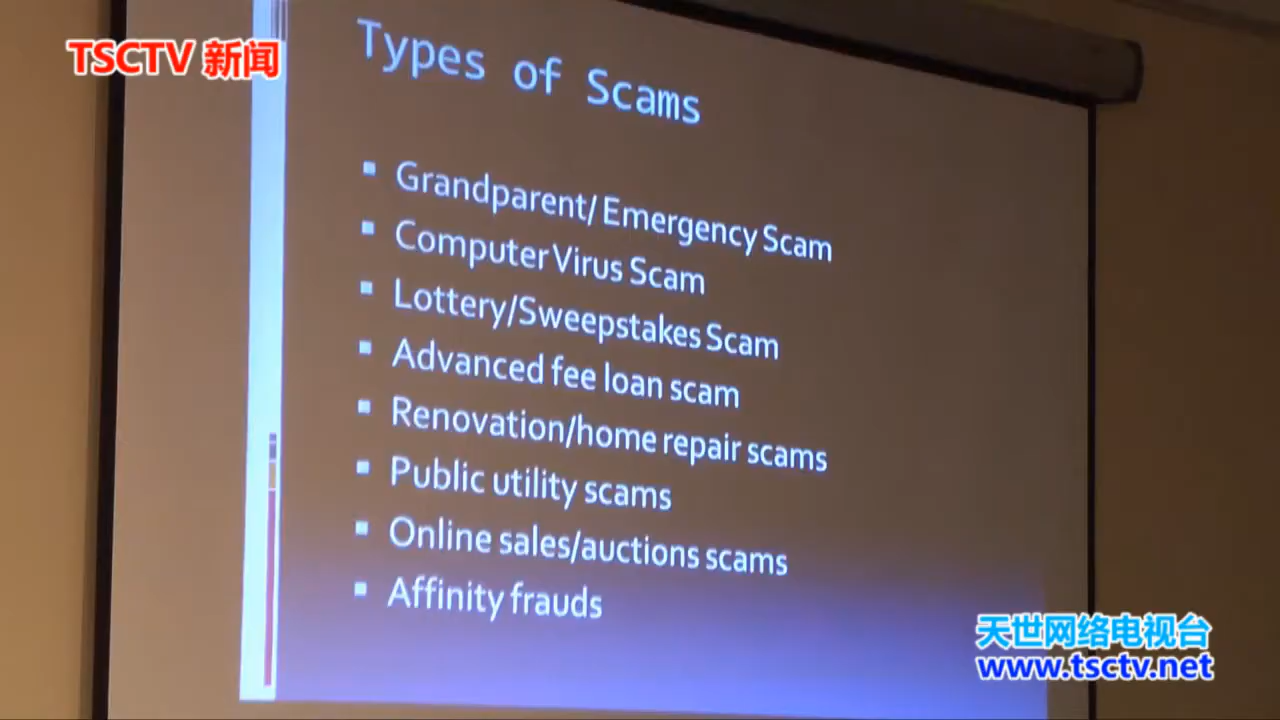 TSCTV 新闻
Types of Scams
▪ Grandparent/ Emergency Scam
▪ Computer Virus Scam
▪ Lottery/Sweepstakes Scam
▪ Advanced fee loan scam
▪ Renovation/home repair scams
▪ Public utility scams
▪ Online sales/auctions scams
▪ Affinity frauds
天世网络电视台
www.tsctv.net